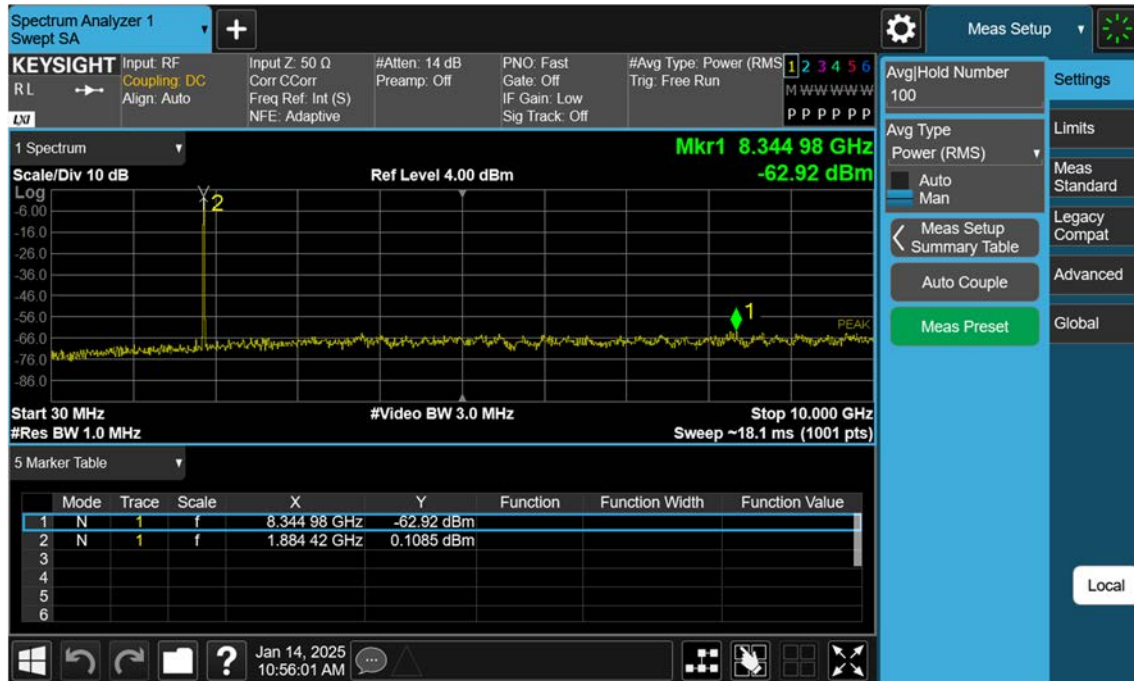 Spectrum Analyzer 1
Swept SA
Meas Setup
KEYSIGHT
R L
LXI
Input: RF
Coupling: DC
Align: Auto
Input Z: 50 Ω
Corr CCorr
Freq Ref: Int (S)
NFE: Adaptive
#Atten: 14 dB
Preamp: Off
PNO: Fast
Gate: Off
IF Gain: Low
Sig Track: Off
#Avg Type: Power (RMS
Trig: Free Run
1 2 3 4 5 6
M W W W W W
P P P P P P
1 Spectrum
Mkr1 8.344 98 GHz
-62.92 dBm
Scale/Div 10 dB
Ref Level 4.00 dBm
Log
-6.00
-16.0
-26.0
-36.0
-46.0
-56.0
-66.0
-76.0
-86.0
2
1
PEAK
Start 30 MHz
#Video BW 3.0 MHz
Stop 10.000 GHz
#Res BW 1.0 MHz
Sweep ~18.1 ms (1001 pts)
5 Marker Table
Mode Trace Scale X Y Function Function Width Function Value
1 N 1 f 8.344 98 GHz -62.92 dBm
2 N 1 f 1.884 42 GHz 0.1085 dBm
3
4
5
6
Jan 14, 2025
10:56:01 AM
?
Avg|Hold Number
100
Avg Type
Power (RMS)
Auto
Man
Meas Setup
Summary Table
Auto Couple
Meas Preset
Settings
Limits
Meas
Standard
Legacy
Compat
Advanced
Global
Local